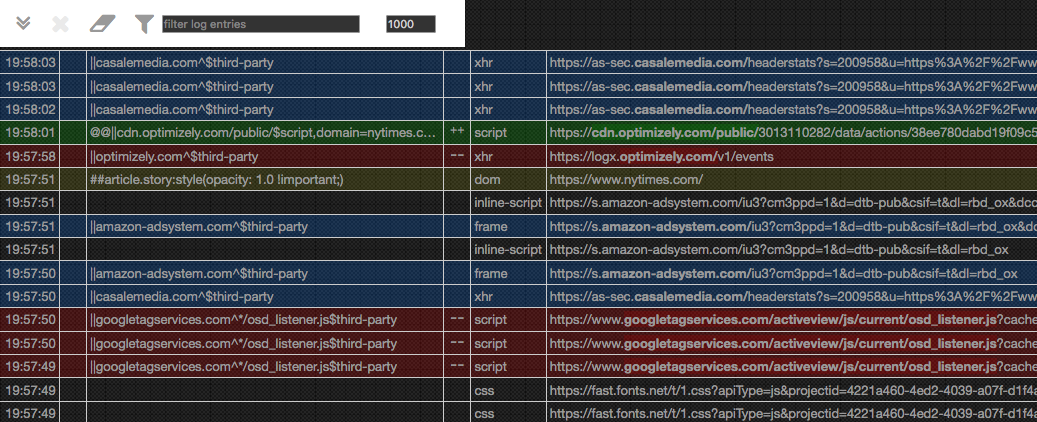 filter log entries 1000
19:58:03 ||casalemedia.com^$third-party xhr https://as-sec.casalemedia.com/headerstats?s=200958&u=https%3A%2F%2Fww
19:58:03 ||casalemedia.com^$third-party xhr https://as-sec.casalemedia.com/headerstats?s=200958&u=https%3A%2F%2Fww
19:58:02 ||casalemedia.com^$third-party xhr https://as-sec.casalemedia.com/headerstats?s=200958&u=https%3A%2F%2Fww
19:58:01 @@||cdn.optimizely.com/public/$script,domain=nytimes.c... ++ script https://cdn.optimizely.com/public/3013110282/data/actions/38ee780dabd19f09c5
19:57:58 ||optimizely.com^$third-party -- xhr https://logx.optimizely.com/v1/events
19:57:51 ##article.story:style(opacity: 1.0 !important;) dom https://www.nytimes.com/
19:57:51 inline-script https://s.amazon-adsystem.com/iu3?cm3ppd=1&d=dtb-pub&csif=t&dl=rbd_ox&dcc
19:57:51 ||amazon-adsystem.com^$third-party frame https://s.amazon-adsystem.com/iu3?cm3ppd=1&d=dtb-pub&csif=t&dl=rbd_ox&dc
19:57:51 inline-script https://s.amazon-adsystem.com/iu3?cm3ppd=1&d=dtb-pub&csif=t&dl=rbd_ox
19:57:50 ||amazon-adsystem.com^$third-party frame https://s.amazon-adsystem.com/iu3?cm3ppd=1&d=dtb-pub&csif=t&dl=rbd_ox
19:57:50 ||casalemedia.com^$third-party xhr https://as-sec.casalemedia.com/headerstats?s=200958&u=https%3A%2F%2Fww
19:57:50 ||googletagservices.com^*/osd_listener.js$third-party -- script https://www.googletagservices.com/activeview/js/current/osd_listener.js?cache
19:57:50 ||googletagservices.com^*/osd_listener.js$third-party -- script https://www.googletagservices.com/activeview/js/current/osd_listener.js?cache
19:57:49 ||googletagservices.com^*/osd_listener.js$third-party -- script https://www.googletagservices.com/activeview/js/current/osd_listener.js?cache
19:57:49 css https://fast.fonts.net/t/1.css?apiType=js&projectid=4221a460-4ed2-4039-a07f-d1f4a
19:57:49 css https://fast.fonts.net/t/1.css?apiType=js&projectid=4221a460-4ed2-4039-a07f-d1f4a